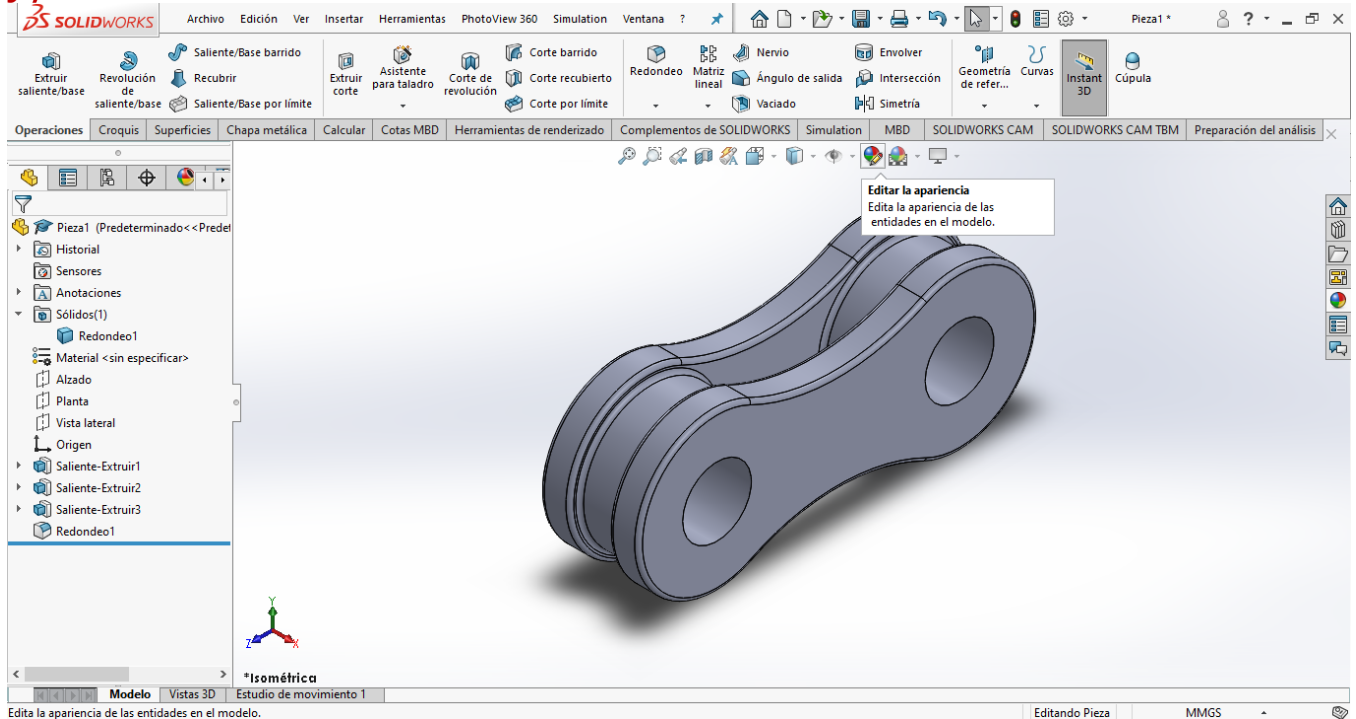 SOLIDWORKS
Archivo Edición Ver Insertar Herramientas PhotoView 360 Simulation Ventana ? Pieza1 *
Extruir saliente/base
Revolución de saliente/base
Saliente/Base barrido
Recubrir
Saliente/Base por límite
Extruir corte
Asistente para taladro
Corte de revolución
Corte barrido
Corte recubierto
Corte por límite
Redondeo
Matriz lineal
Nervio
Ángulo de salida
Vaciado
Envolver
Intersección
Simetría
Geometría de refer...
Curvas
Instant 3D
Cúpula
Operaciones Croquis Superficies Chapa metálica Calcular Cotas MBD Herramientas de renderizado Complementos de SOLIDWORKS Simulation MBD SOLIDWORKS CAM SOLIDWORKS CAM TBM Preparación del análisis
Editar la apariencia
Edita la apariencia de las
entidades en el modelo.
Pieza1 (Predeterminado<<Predet
Historial
Sensores
Anotaciones
Sólidos(1)
Redondeo1
Material <sin especificar>
Alzado
Planta
Vista lateral
Origen
Saliente-Extruir1
Saliente-Extruir2
Saliente-Extruir3
Redondeo1
Y
Z
X
*Isométrica
Modelo Vistas 3D Estudio de movimiento 1
Edita la apariencia de las entidades en el modelo. Editando Pieza MMGS